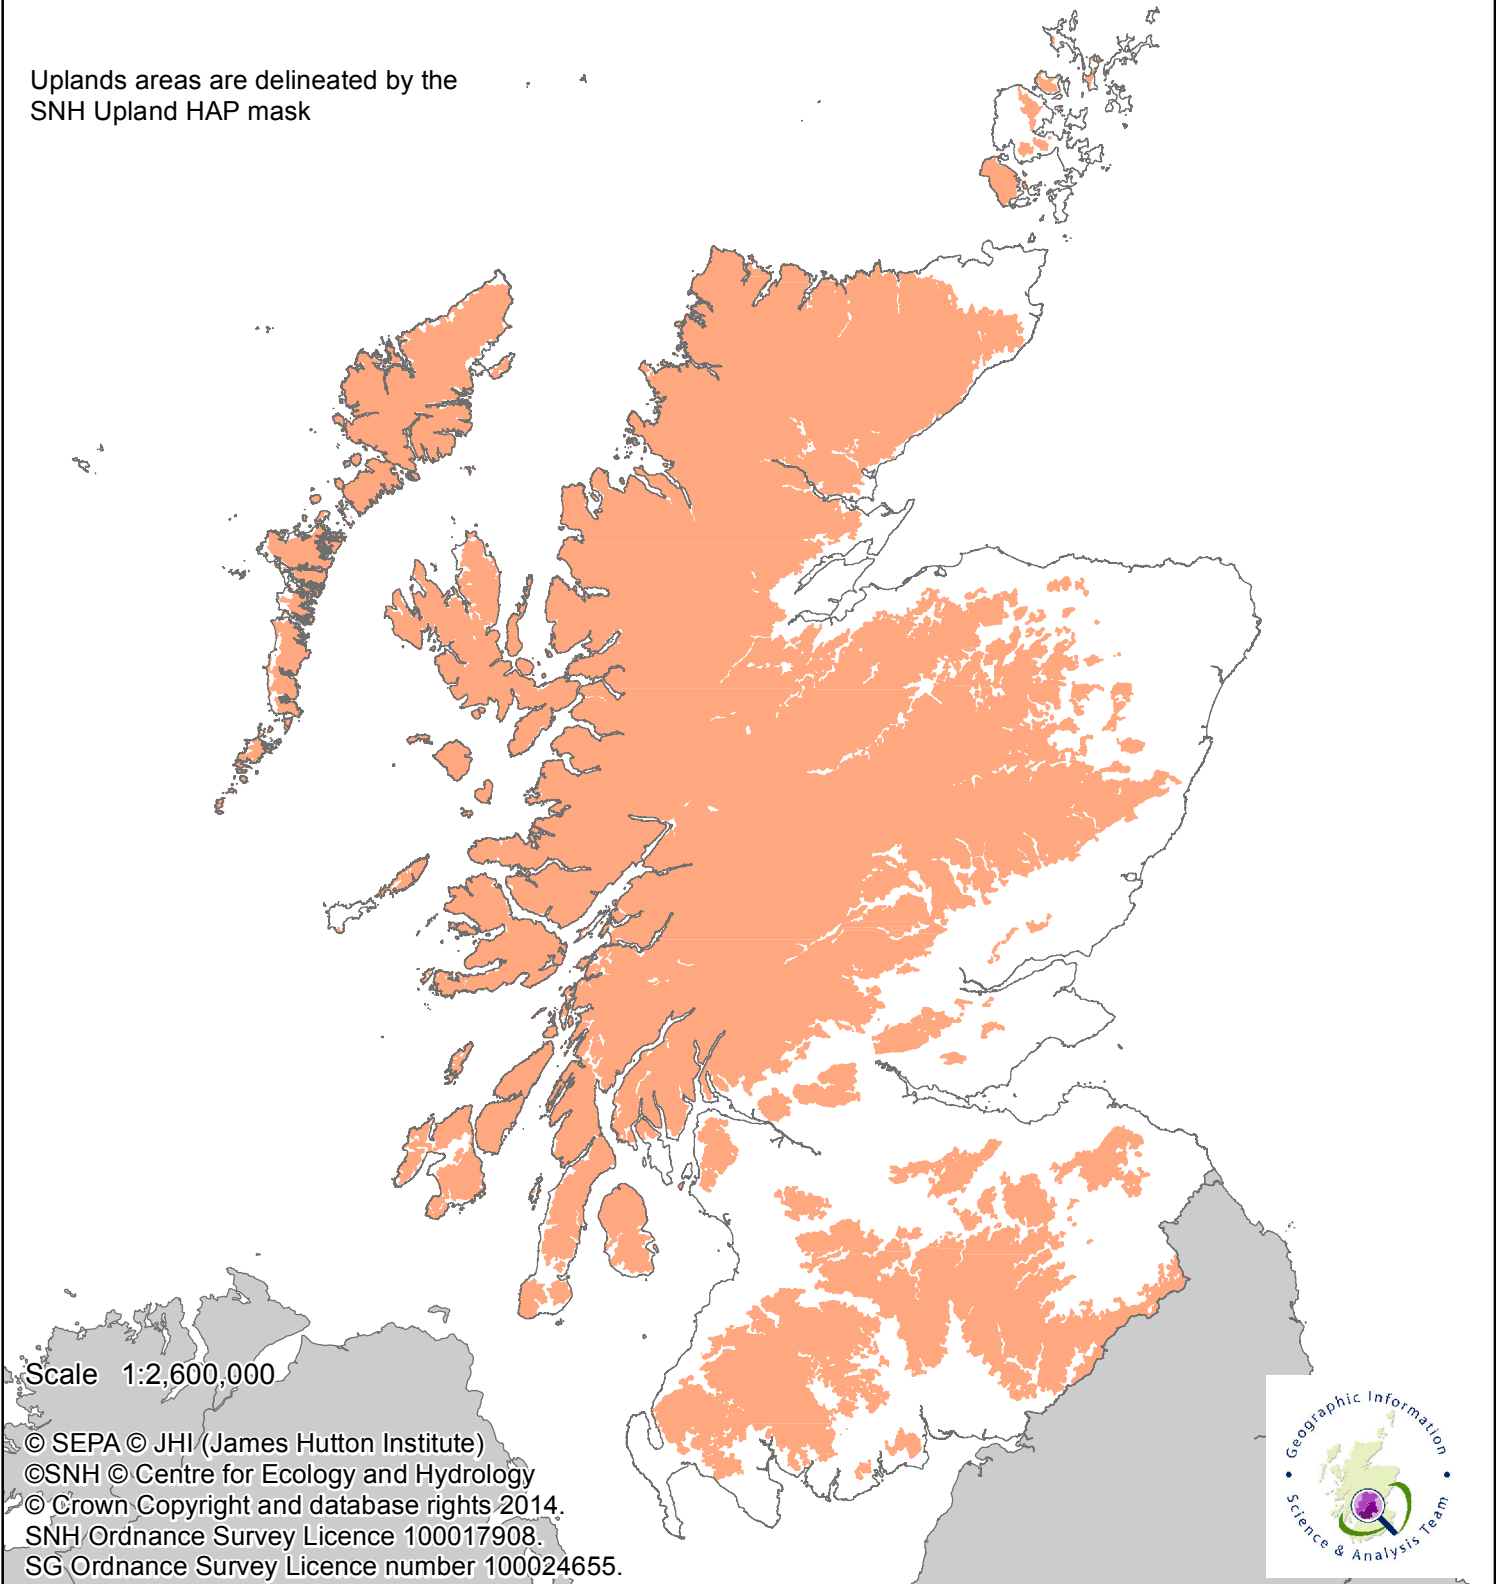 Uplands areas are delineated by the
SNH Upland HAP mask
Scale 1:2,600,000
© SEPA © JHI (James Hutton Institute)
©SNH © Centre for Ecology and Hydrology
© Crown Copyright and database rights 2014.
SNH Ordnance Survey Licence 100017908.
SG Ordnance Survey Licence number 100024655.
Geographic Information
• Science & Analysis Team •